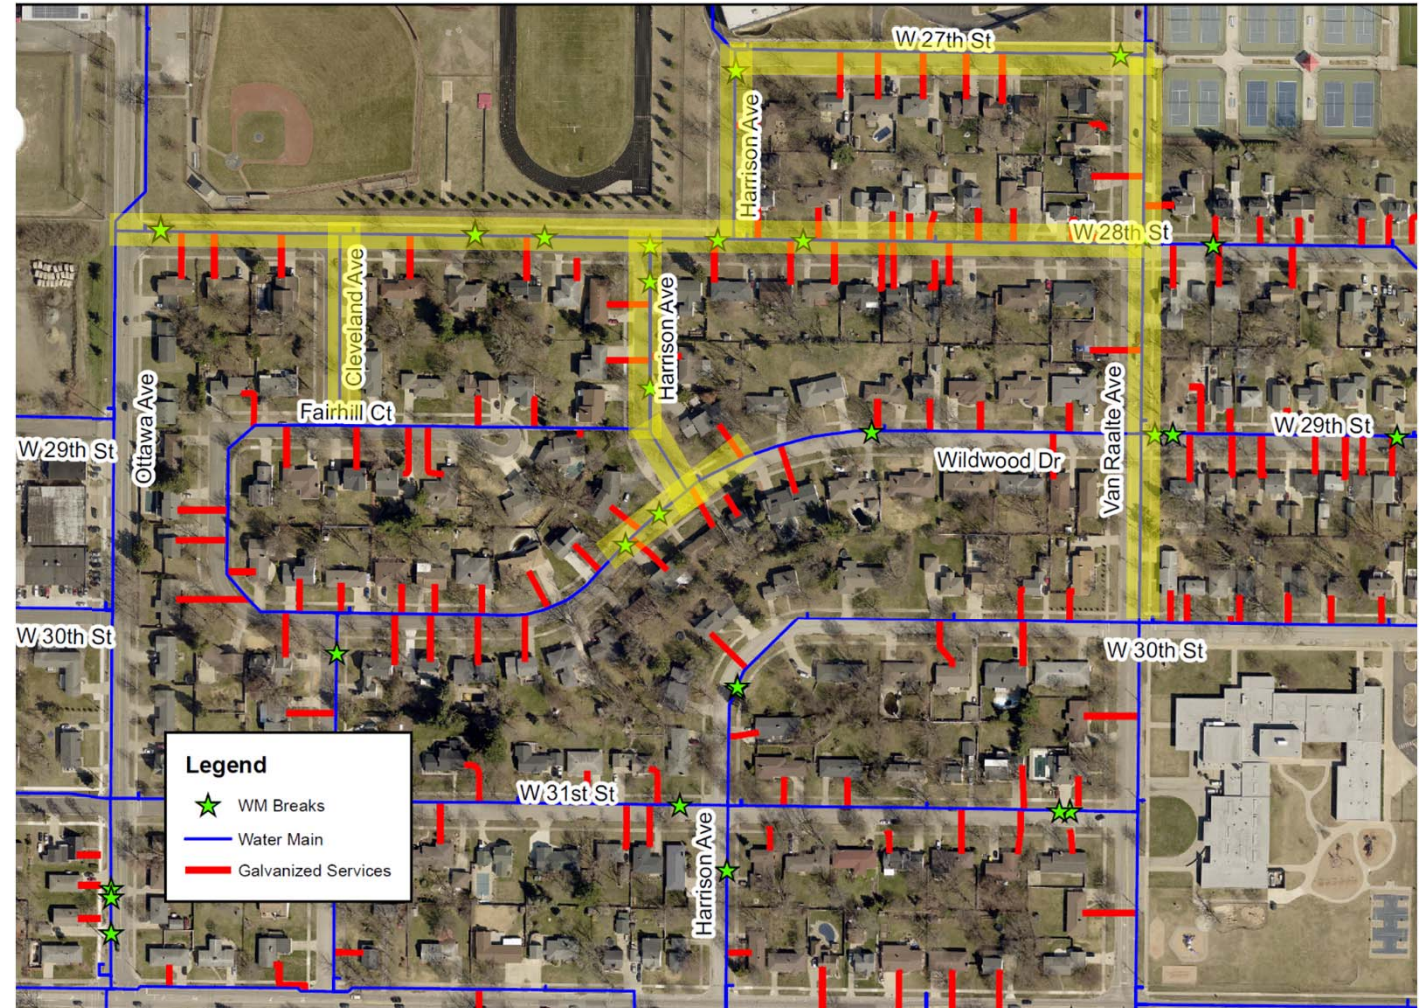 W 27th St
Harrison Ave
W 28th St
Cleveland Ave
Harrison Ave
Ottawa Ave
Fairhill Ct
Van Raalte Ave
W 29th St
W 29th St
Wildwood Dr
W 30th St
W 30th St
Legend
WM Breaks
Water Main
Galvanized Services
W 31st St
Harrison Ave